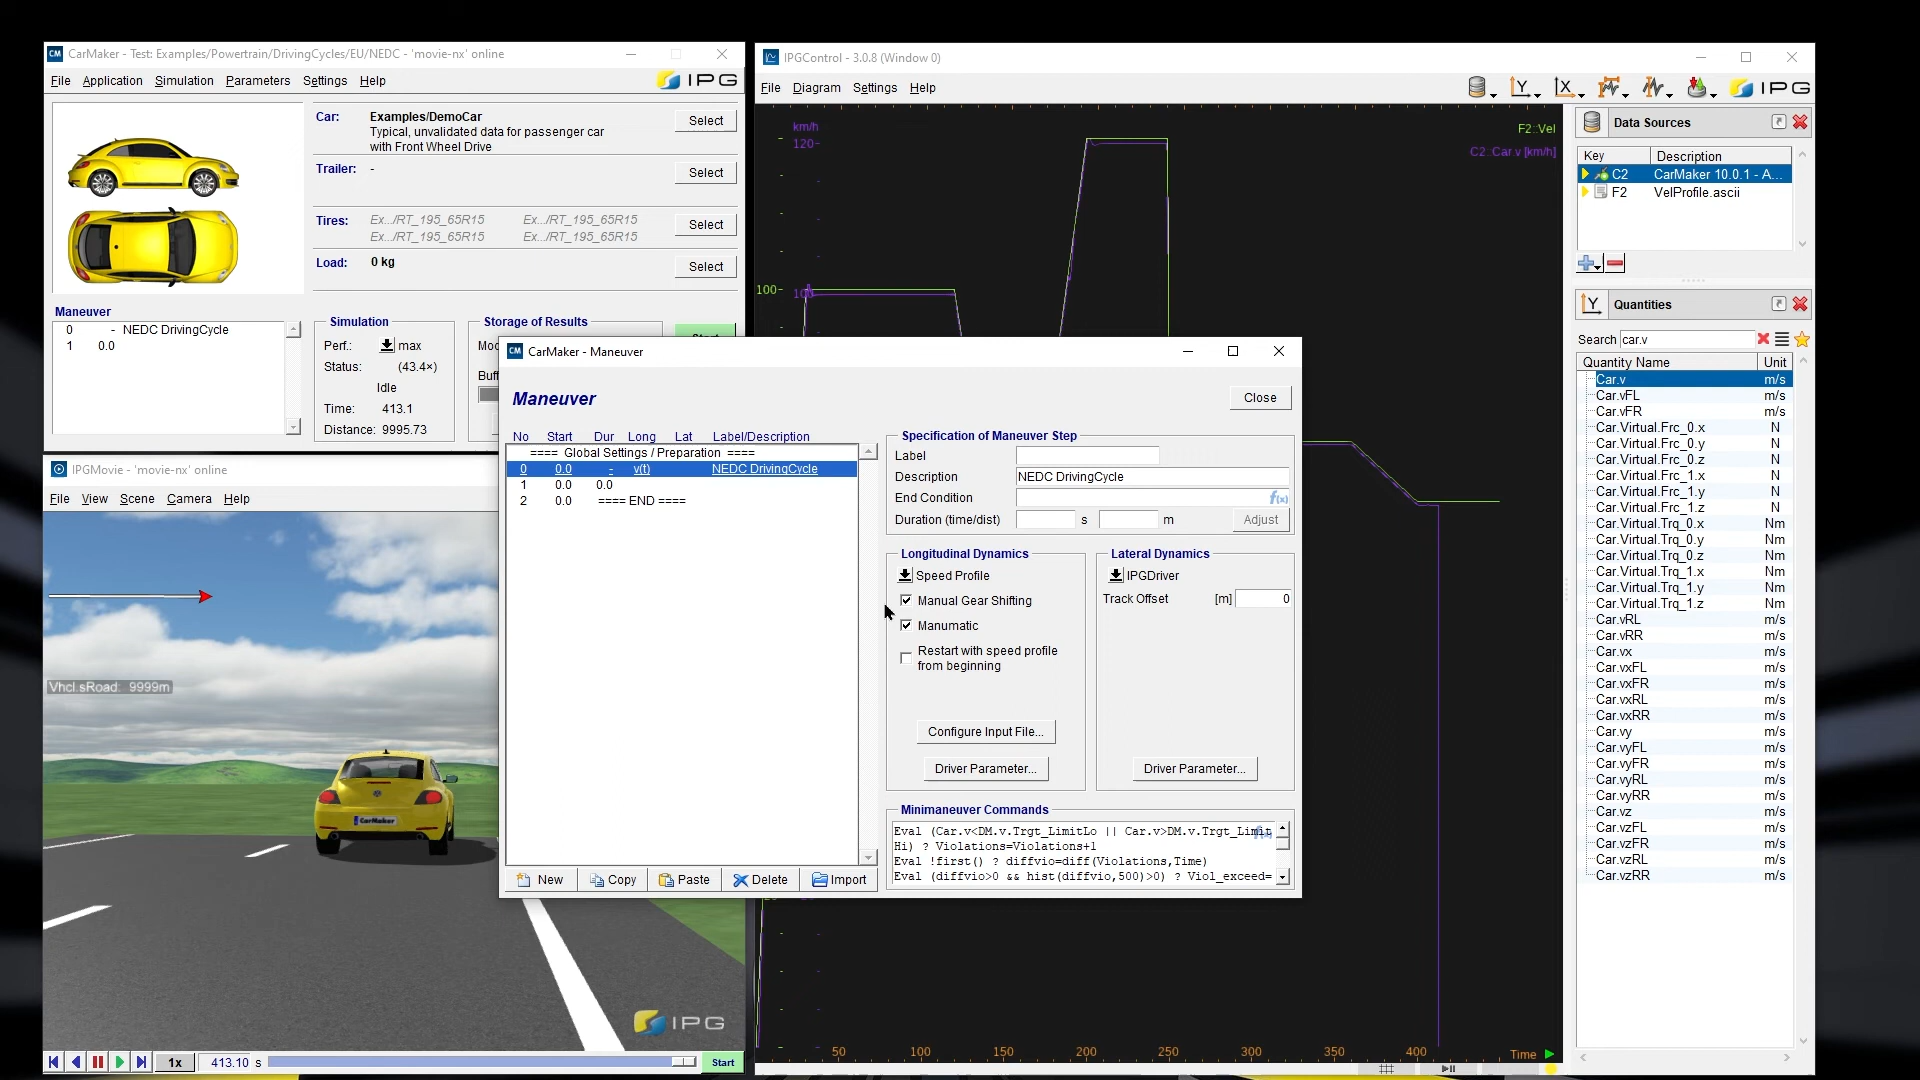 CM CarMaker - Test: Examples/Powertrain/DrivingCycles/EU/NEDC - 'movie-nx' online
File Application Simulation Parameters Settings Help
IPG
Car:
Examples/DemoCar
Typical, unvalidated data for passenger car
with Front Wheel Drive
Select
Trailer: -
Select
Tires:
Ex.../RT_195_65R15 Ex.../RT_195_65R15
Ex.../RT_195_65R15 Ex.../RT_195_65R15
Select
Load: 0 kg
Select
Maneuver
0 - NEDC DrivingCycle
1 0.0
Simulation
Perf.: max
Status: (43.4×)
Idle
Time: 413.1
Distance: 9995.73
Storage of Results
IPGMovie - 'movie-nx' online
File View Scene Camera Help
Vhcl.sRoad: 9999m
CarMaker
IPG
1x 413.10 s Start
CM CarMaker - Maneuver
Maneuver
Close
No Start Dur Long Lat Label/Description
==== Global Settings / Preparation ====
0 0.0 - v(t) NEDC DrivingCycle
1 0.0 0.0
2 0.0 ==== END ====
New Copy Paste Delete Import
Specification of Maneuver Step
Label
Description NEDC DrivingCycle
End Condition f(x)
Duration (time/dist) s m Adjust
Longitudinal Dynamics
Speed Profile
Manual Gear Shifting
Manumatic
Restart with speed profile
from beginning
Configure Input File...
Driver Parameter...
Lateral Dynamics
IPGDriver
Track Offset [m] 0
Driver Parameter...
Minimaneuver Commands
Eval (Car.v<DM.v.Trgt_LimitLo || Car.v>DM.v.Trgt_Limit
Hi) ? Violations=Violations+1
Eval !first() ? diffvio=diff(Violations,Time)
Eval (diffvio>0 && hist(diffvio,500)>0) ? Viol_exceed=
IPGControl - 3.0.8 (Window 0)
File Diagram Settings Help
IPG
km/h
120
100
F2::Vel
C2::Car.v [km/h]
50 100 150 200 250 300 350 400 Time
Data Sources
Key Description
C2 CarMaker 10.0.1 - A...
F2 VelProfile.ascii
Quantities
Search car.v
Quantity Name Unit
Car.v m/s
Car.vFL m/s
Car.vFR m/s
Car.Virtual.Frc_0.x N
Car.Virtual.Frc_0.y N
Car.Virtual.Frc_0.z N
Car.Virtual.Frc_1.x N
Car.Virtual.Frc_1.y N
Car.Virtual.Frc_1.z N
Car.Virtual.Trq_0.x Nm
Car.Virtual.Trq_0.y Nm
Car.Virtual.Trq_0.z Nm
Car.Virtual.Trq_1.x Nm
Car.Virtual.Trq_1.y Nm
Car.Virtual.Trq_1.z Nm
Car.vRL m/s
Car.vRR m/s
Car.vx m/s
Car.vxFL m/s
Car.vxFR m/s
Car.vxRL m/s
Car.vxRR m/s
Car.vy m/s
Car.vyFL m/s
Car.vyFR m/s
Car.vyRL m/s
Car.vyRR m/s
Car.vz m/s
Car.vzFL m/s
Car.vzFR m/s
Car.vzRL m/s
Car.vzRR m/s